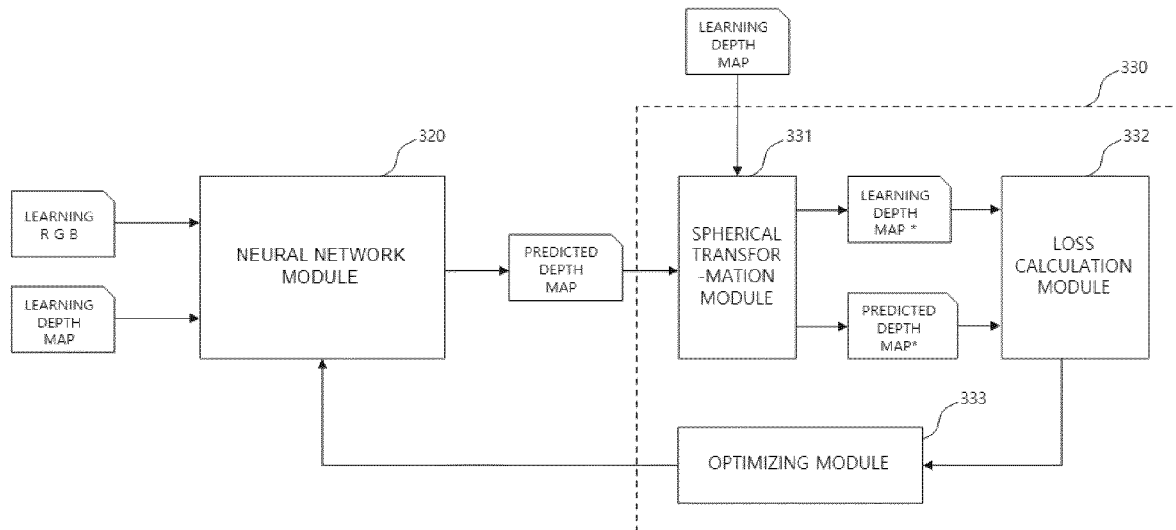 LEARNING
DEPTH
MAP
330
320
331
332
LEARNING
R G B
NEURAL NETWORK
MODULE
LEARNING
DEPTH
MAP
PREDICTED
DEPTH
MAP
SPHERICAL
TRANSFOR
-MATION
MODULE
LEARNING
DEPTH
MAP *
PREDICTED
DEPTH
MAP*
LOSS
CALCULATION
MODULE
333
OPTIMIZING MODULE